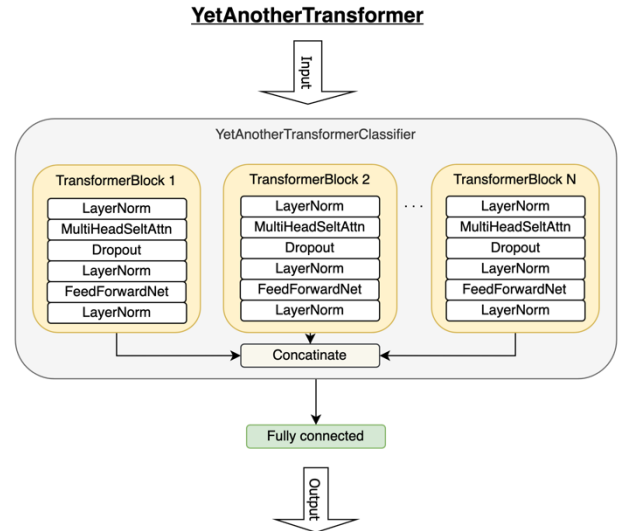 YetAnotherTransformer
Input
YetAnotherTransformerClassifier
TransformerBlock 1
LayerNorm
MultiHeadSeltAttn
Dropout
LayerNorm
FeedForwardNet
LayerNorm
TransformerBlock 2
LayerNorm
MultiHeadSeltAttn
Dropout
LayerNorm
FeedForwardNet
LayerNorm
. . .
TransformerBlock N
LayerNorm
MultiHeadSeltAttn
Dropout
LayerNorm
FeedForwardNet
LayerNorm
Concatinate
Fully connected
Output